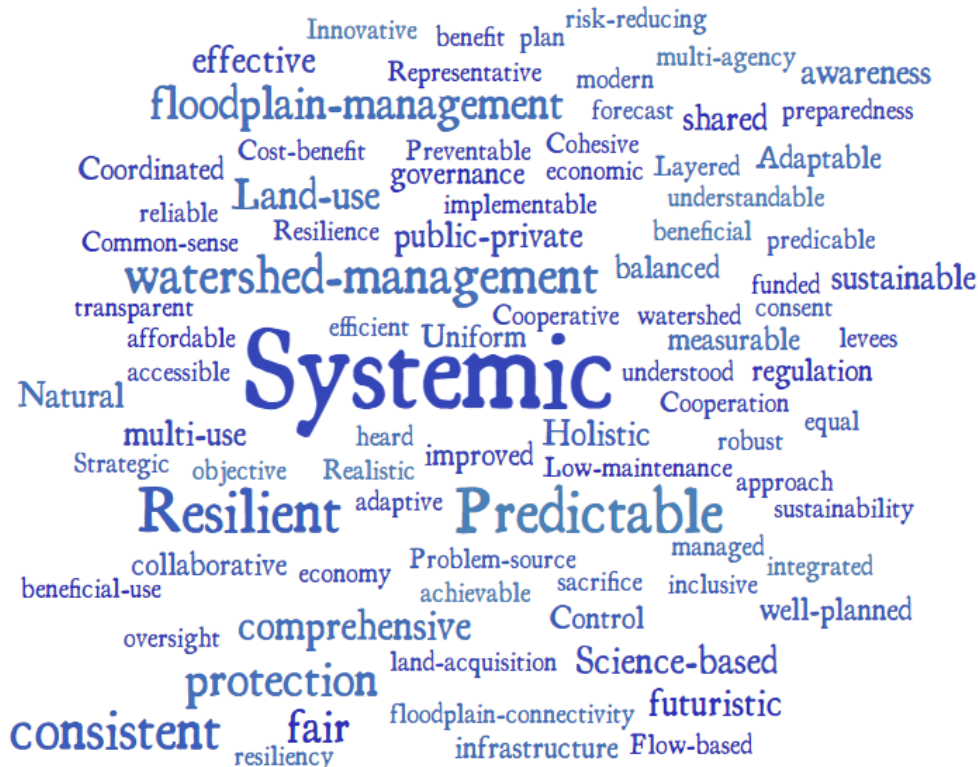 Innovative benefit plan risk-reducing
effective Representative modern multi-agency awareness
floodplain-management forecast shared preparedness
Coordinated Cost-benefit Preventable Cohesive
governance economic Layered Adaptable
reliable Land-use implementable understandable
Common-sense Resilience public-private beneficial predicable
watershed-management balanced funded sustainable
transparent Cooperative watershed consent
affordable efficient Uniform measurable levees
accessible Systemic understood regulation
Natural Cooperation
multi-use heard Holistic robust equal
Strategic objective Realistic improved Low-maintenance approach
Resilient adaptive Predictable sustainability
collaborative economy Problem-source managed integrated
beneficial-use achievable sacrifice inclusive
oversight comprehensive Control well-planned
protection land-acquisition Science-based
consistent fair floodplain-connectivity futuristic
resiliency infrastructure Flow-based